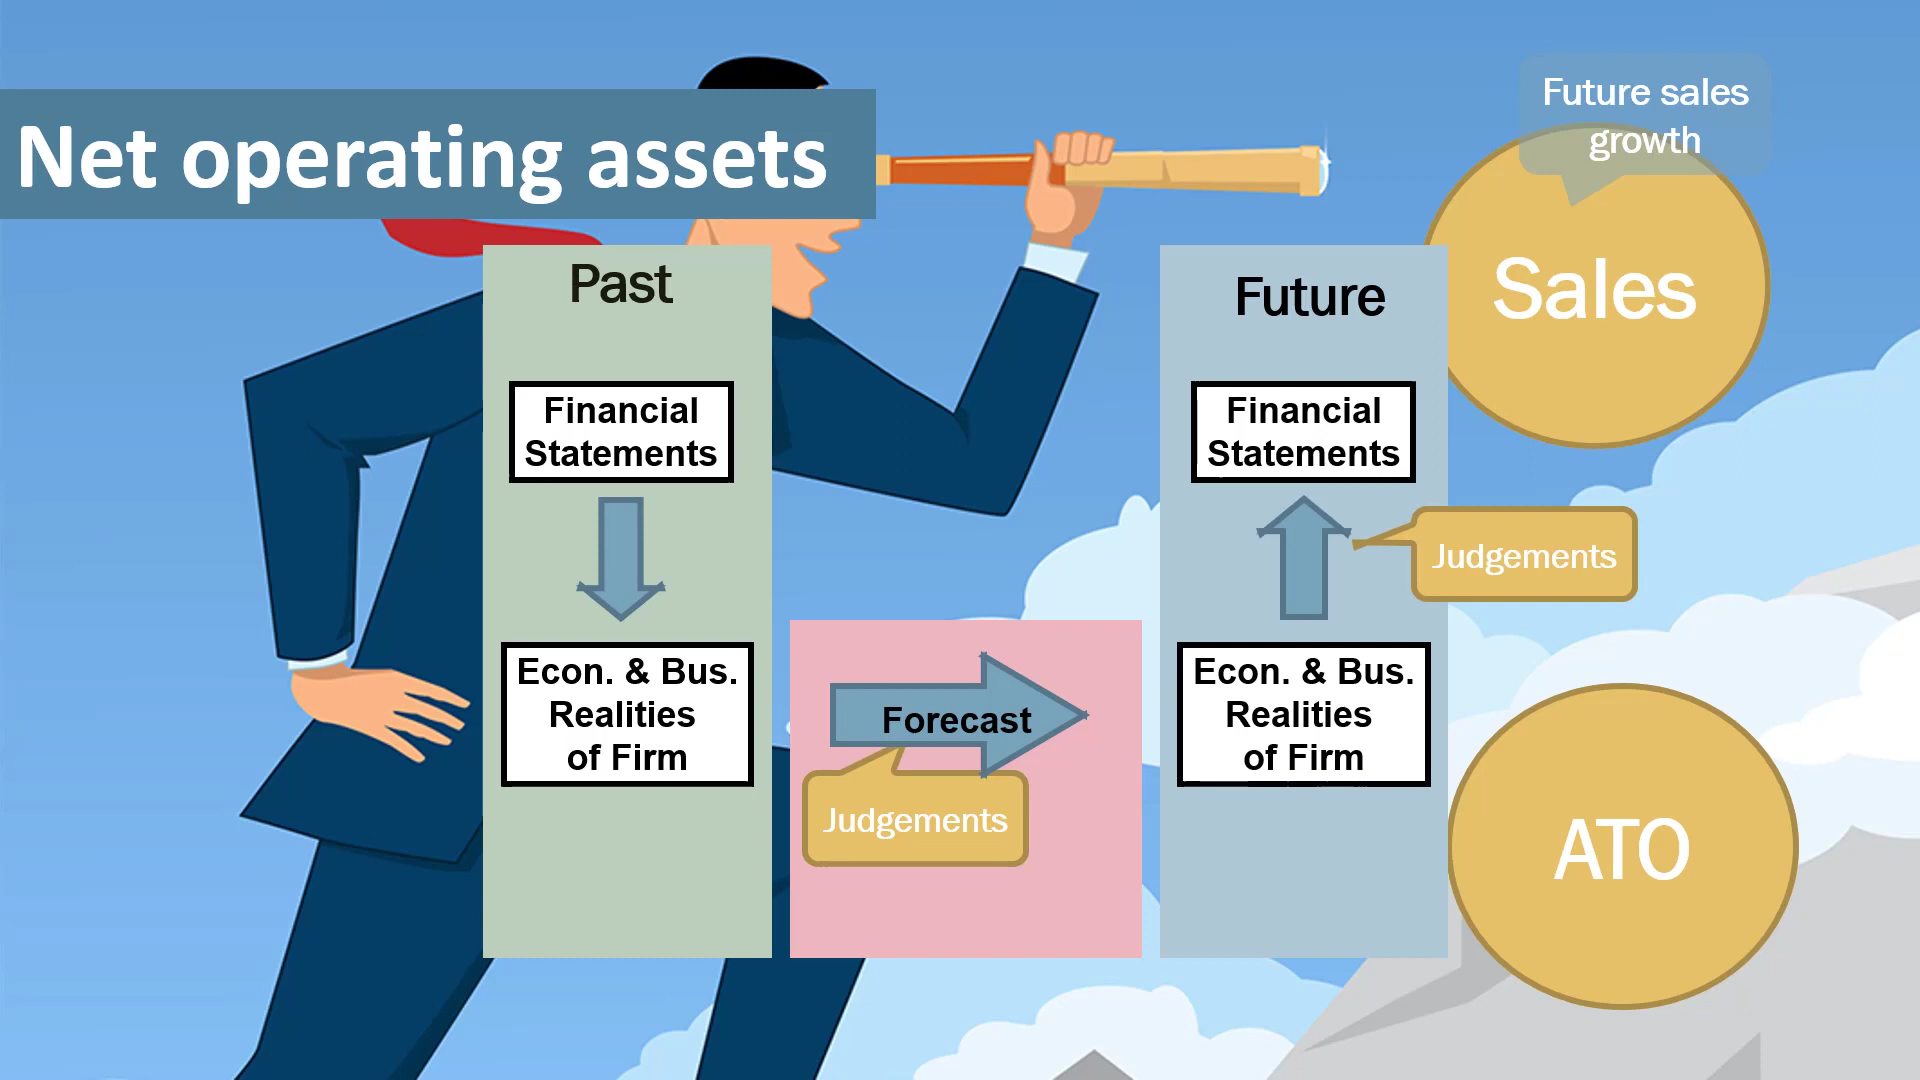 Net operating assets
Past
Financial
Statements
Econ. & Bus.
Realities
of Firm
Forecast
Judgements
Future
Financial
Statements
Judgements
Econ. & Bus.
Realities
of Firm
Future sales
growth
Sales
ATO